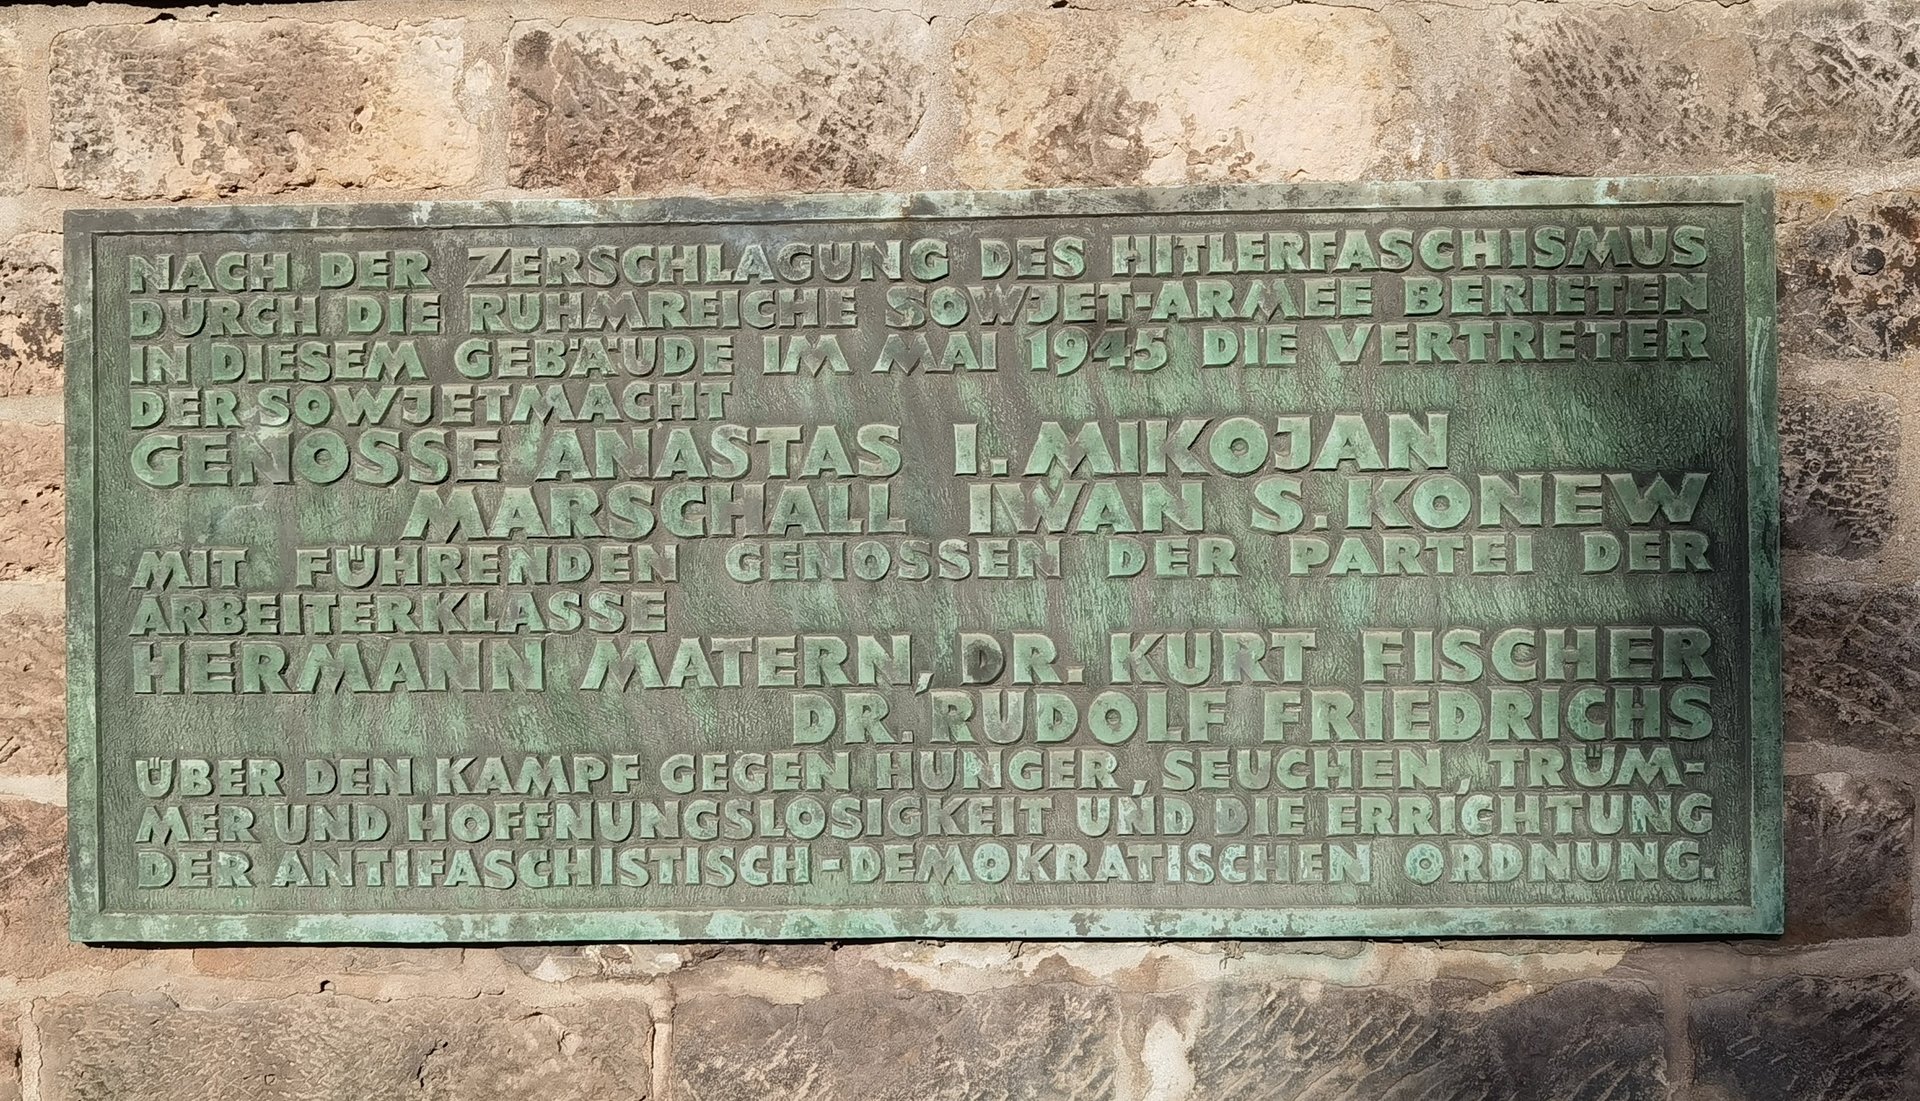 NACH DER ZERSCHLAGUNG DES HITLERFASCHISMUS
DURCH DIE RUHMREICHE SOWJET-ARMEE BERIETEN
IN DIESEM GEBÄUDE IM MAI 1945 DIE VERTRETER
DER SOWJETMACHT
GENOSSE ANASTAS I. MIKOJAN
MARSCHALL IWAN S. KONEW
MIT FÜHRENDEN GENOSSEN DER PARTEI DER
ARBEITERKLASSE
HERMANN MATERN, DR. KURT FISCHER
DR. RUDOLF FRIEDRICHS
ÜBER DEN KAMPF GEGEN HUNGER, SEUCHEN, TRÜM-
MER UND HOFFNUNGSLOSIGKEIT UND DIE ERRICHTUNG
DER ANTIFASCHISTISCH-DEMOKRATISCHEN ORDNUNG.